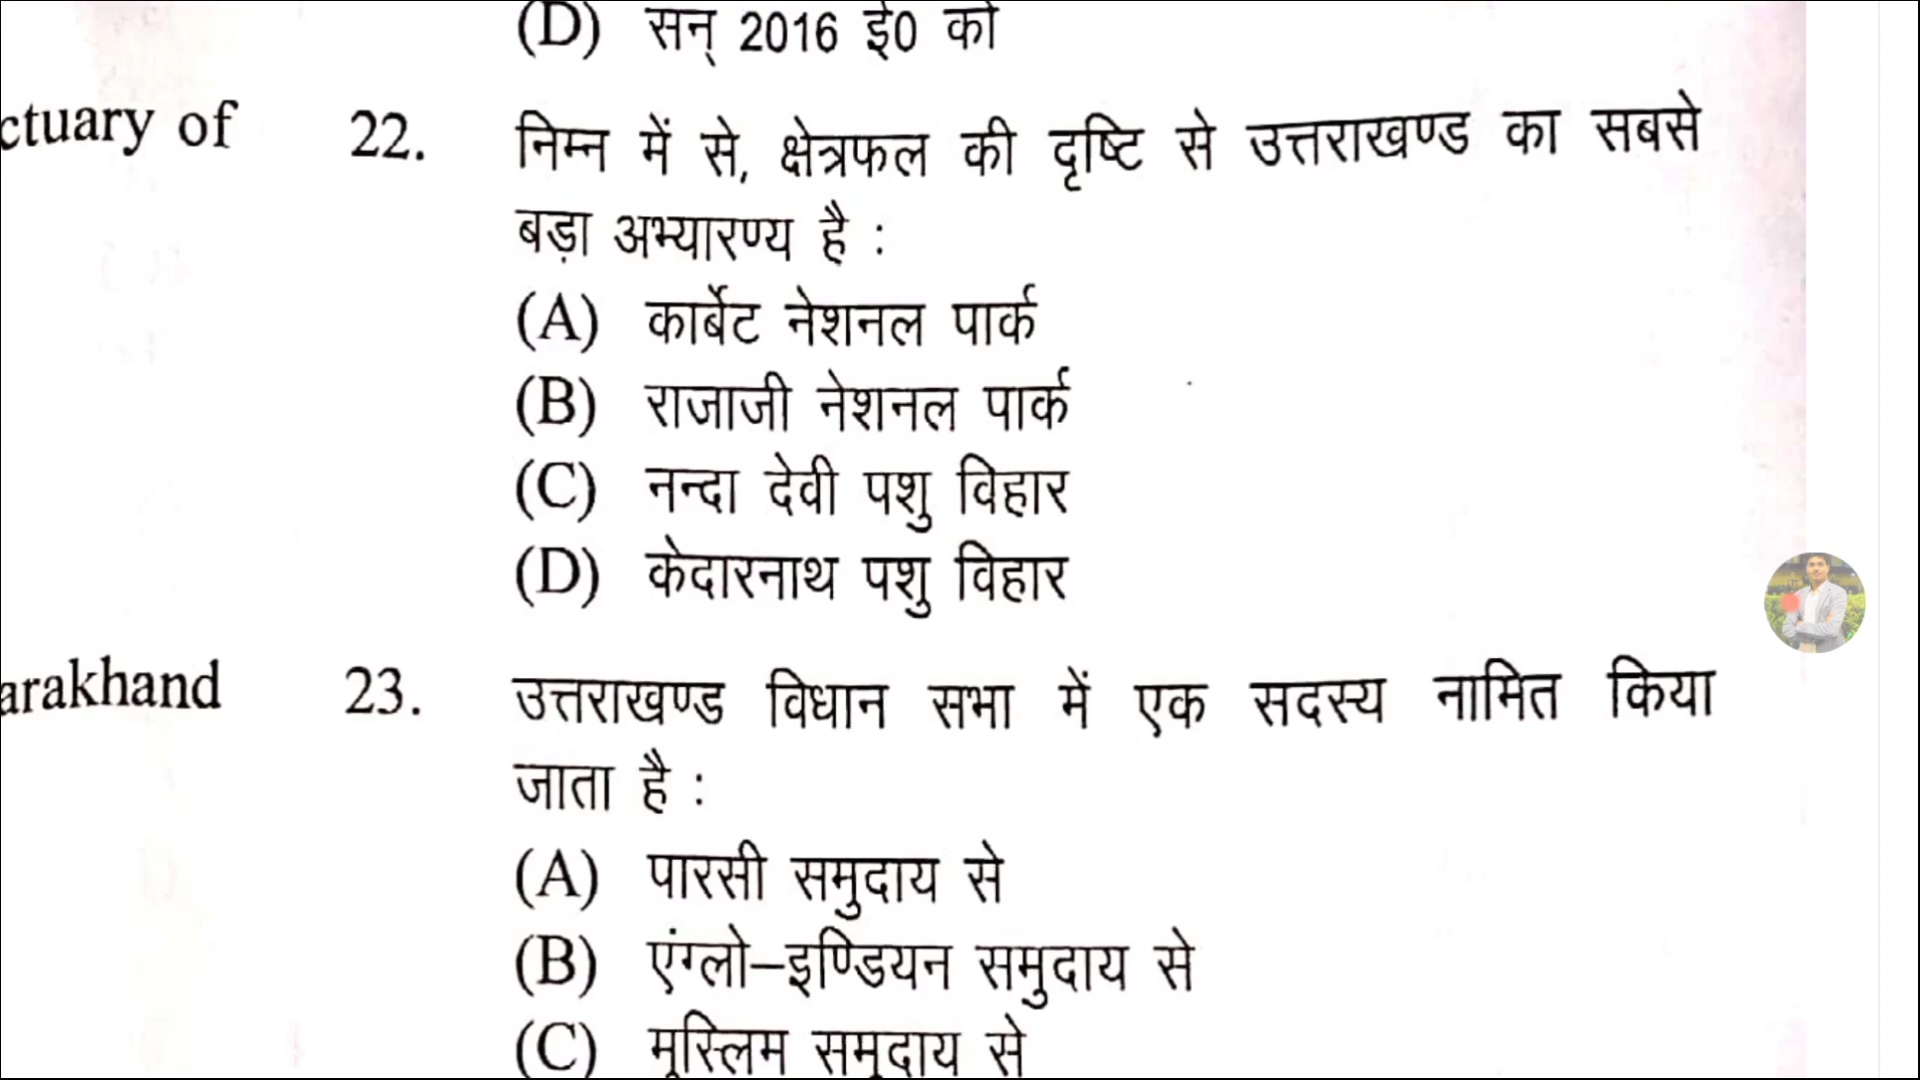 (D) सन् 2016 ई0 को
ctuary of
22. निम्न में से, क्षेत्रफल की दृष्टि से उत्तराखण्ड का सबसे
बड़ा अभ्यारण्य है :
(A) कार्बेट नेशनल पार्क
(B) राजाजी नेशनल पार्क
(C) नन्दा देवी पशु विहार
(D) केदारनाथ पशु विहार
arakhand
23. उत्तराखण्ड विधान सभा में एक सदस्य नामित किया
जाता है :
(A) पारसी समुदाय से
(B) एंग्लो–इण्डियन समुदाय से
(C) मुस्लिम समुदाय से